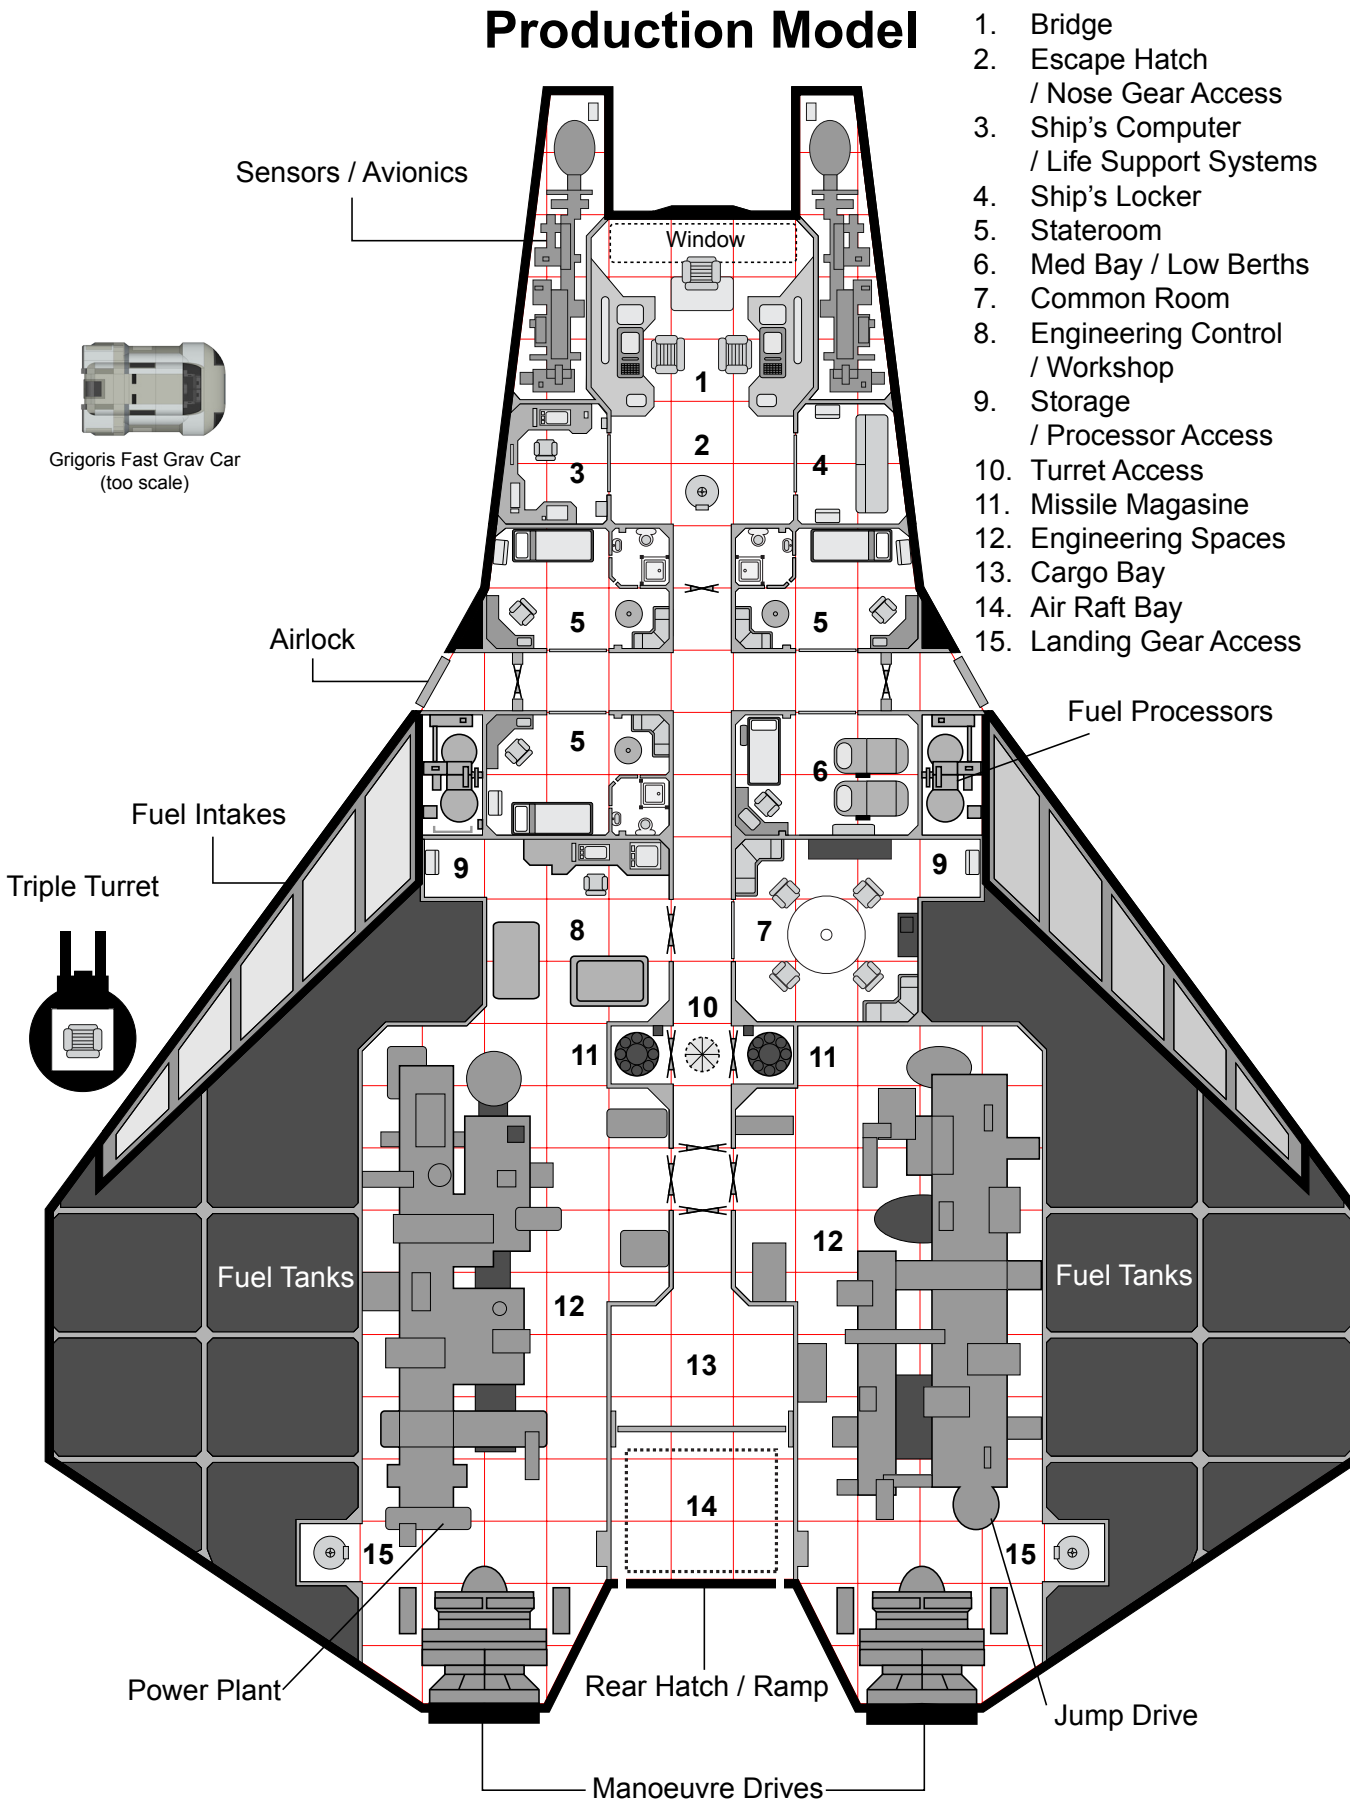 Production Model
1. Bridge
2. Escape Hatch
/ Nose Gear Access
3. Ship's Computer
/ Life Support Systems
4. Ship's Locker
5. Stateroom
6. Med Bay / Low Berths
7. Common Room
8. Engineering Control
/ Workshop
9. Storage
/ Processor Access
10. Turret Access
11. Missile Magasine
12. Engineering Spaces
13. Cargo Bay
14. Air Raft Bay
15. Landing Gear Access
Sensors / Avionics
Window
1
Grigoris Fast Grav Car
(too scale)
2
3
4
5
5
Airlock
Fuel Processors
5
6
Fuel Intakes
9
9
Triple Turret
8
7
10
11
11
12
Fuel Tanks
Fuel Tanks
12
13
14
15
15
Power Plant
Rear Hatch / Ramp
Jump Drive
Manoeuvre Drives